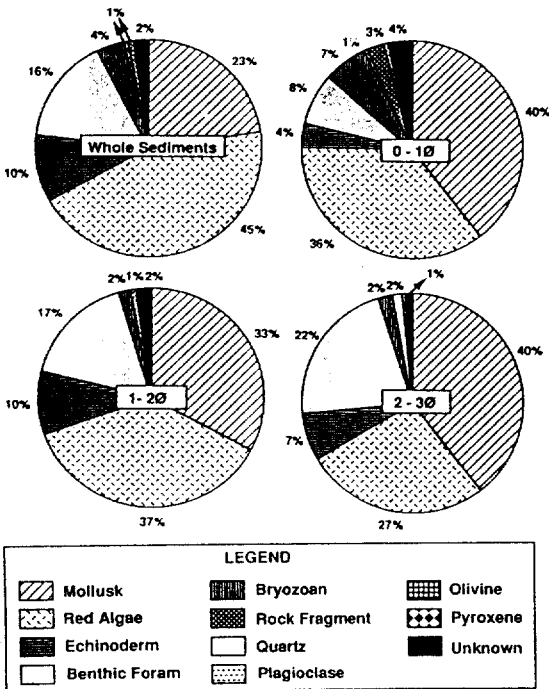 1%
4% 2%
16% 23%
Whole Sediments
10%
45%
1% 3% 4%
7%
8% 40%
0 - 1Ø
4%
36%
2% 1% 2%
17% 33%
1- 2Ø
10%
37%
2% 2% 1%
22% 40%
2 - 3Ø
7%
27%
LEGEND
Mollusk Bryozoan Olivine
Red Algae Rock Fragment Pyroxene
Echinoderm Quartz Unknown
Benthic Foram Plagioclase